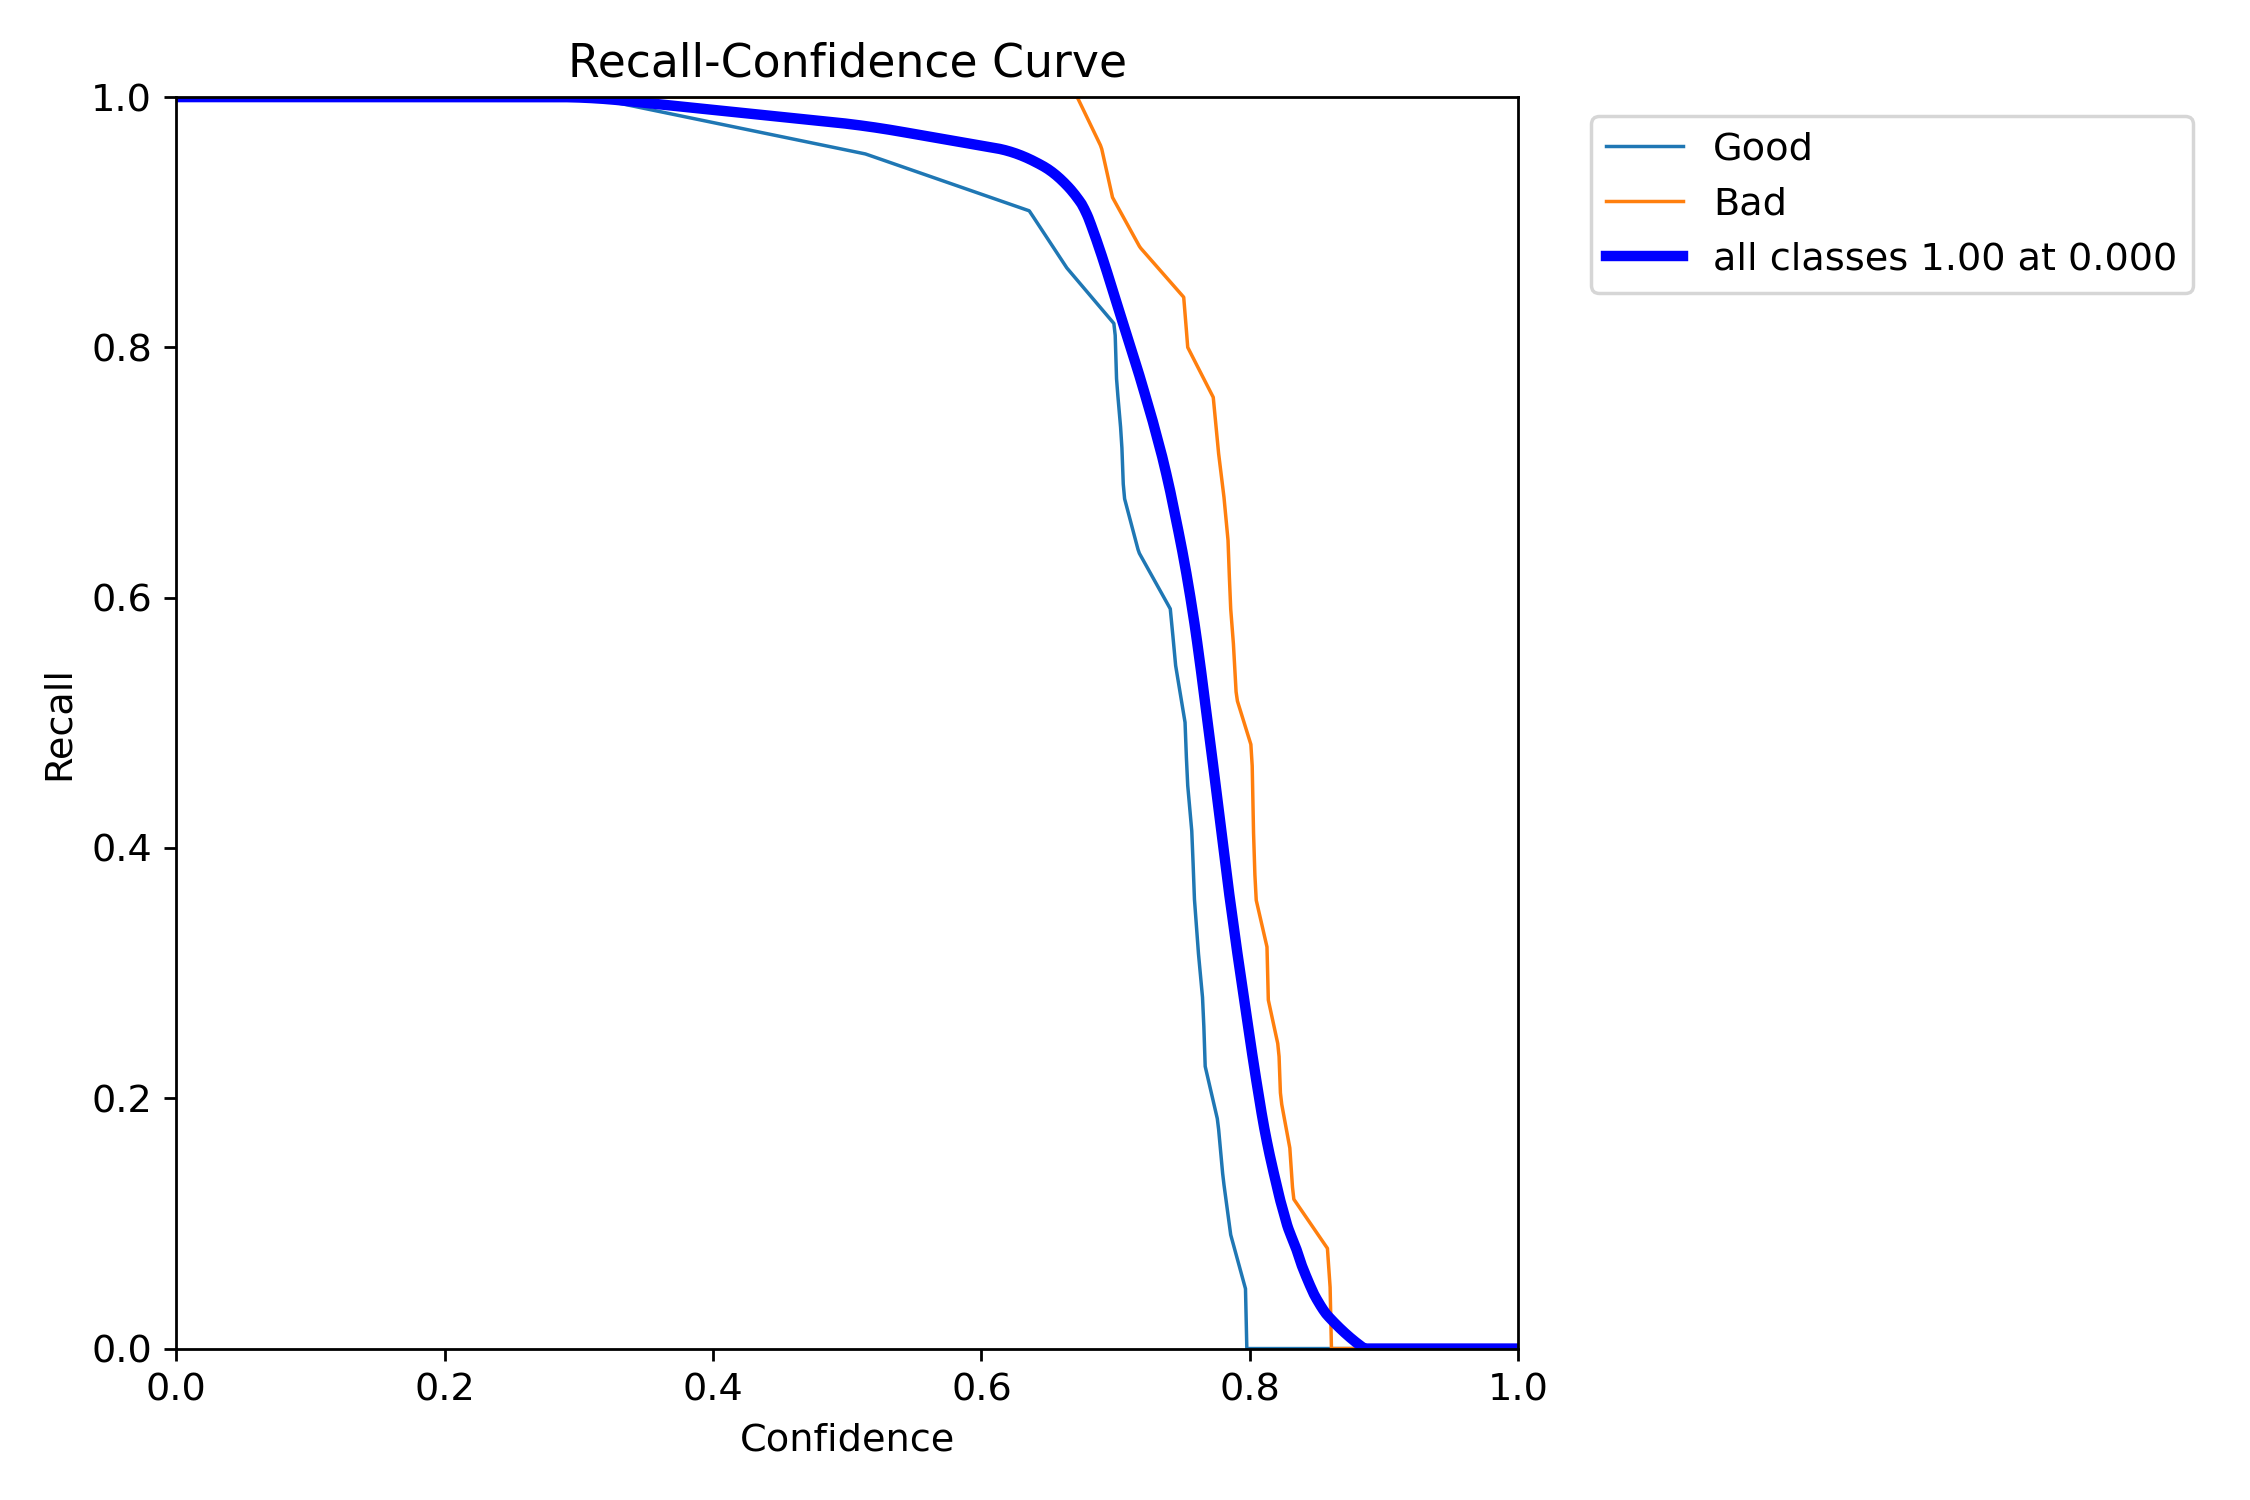 Recall-Confidence Curve
1.0
0.8
0.6
0.4
0.2
0.0
Recall
0.0 0.2 0.4 0.6 0.8 1.0
Confidence
Good
Bad
all classes 1.00 at 0.000